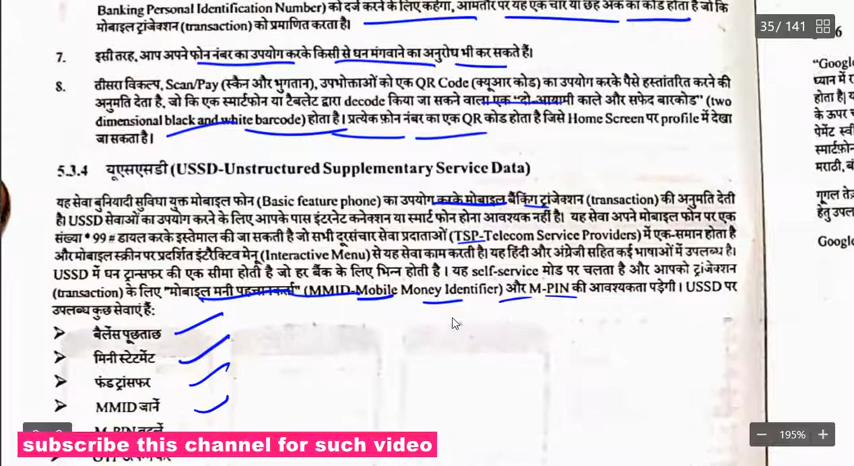 Banking Personal Identification Number) को दर्ज करने के लिए कहेगा, आमतौर पर यह एक चार या छह अंक का कोड होता है जो कि
मोबाइल ट्रांजेक्शन (transaction) को प्रमाणित करता है।
7. इसी तरह, आप अपने फोन नंबर का उपयोग करके किसी से धन मंगवाने का अनुरोध भी कर सकते हैं।
8. तीसरा विकल्प, Scan/Pay (स्कैन और भुगतान), उपभोक्ताओं को एक QR Code (क्यूआर कोड) का उपयोग करके पैसे हस्तांतरित करने की
अनुमति देता है, जो कि एक स्मार्टफोन या टैबलेट द्वारा decode किया जा सकने वाला एक "दो-आयामी काले और सफेद बारकोड" (two
dimensional black and white barcode) होता है। प्रत्येक फ़ोन नंबर का एक QR कोड होता है जिसे Home Screen पर profile में देखा
जा सकता है।
5.3.4 यूएसएसडी (USSD-Unstructured Supplementary Service Data)
यह सेवा बुनियादी सुविधा युक्त मोबाइल फोन (Basic feature phone) का उपयोग करके मोबाइल बैंकिंग ट्रांजेक्शन (transaction) की अनुमति देती
है। USSD सेवाओं का उपयोग करने के लिए आपके पास इंटरनेट कनेक्शन या स्मार्ट फोन होना आवश्यक नहीं है। यह सेवा अपने मोबाइल फोन पर एक
संख्या *99# डायल करके इस्तेमाल की जा सकती है जो सभी दूरसंचार सेवा प्रदाताओं (TSP-Telecom Service Providers) में एक-समान होता है
और मोबाइल स्क्रीन पर प्रदर्शित इंटरैक्टिव मेनू (Interactive Menu) से यह सेवा काम करती है। यह हिंदी और अंग्रेजी सहित कई भाषाओं में उपलब्ध है।
USSD में धन ट्रान्सफर की एक सीमा होती है जो हर बैंक के लिए भिन्न होती है। यह self-service मोड पर चलता है और आपको ट्रांजेक्शन
(transaction) के लिए "मोबाइल मनी पहचानकर्ता" (MMID-Mobile Money Identifier) और M-PIN की आवश्यकता पड़ेगी। USSD पर
उपलब्ध कुछ सेवाएं हैं:
➢ बैलेंस पूछताछ
➢ मिनी स्टेटमेंट
➢ फंड ट्रांसफर
➢ MMID जानें
35 / 141
"Google
ध्यान में र
होता है। य
के ऊपर
पेमेंट स्वी
स्मार्टफ़ोन
मराठी, बं
गूगल तेज़
हेतु उपल
Googl
195%
subscribe this channel for such video